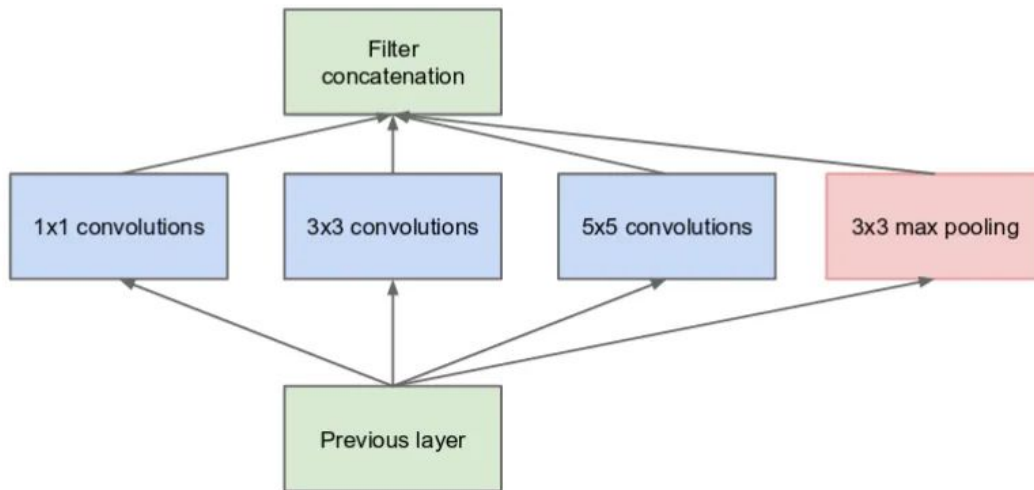 Filter
concatenation
1x1 convolutions
3x3 convolutions
5x5 convolutions
3x3 max pooling
Previous layer